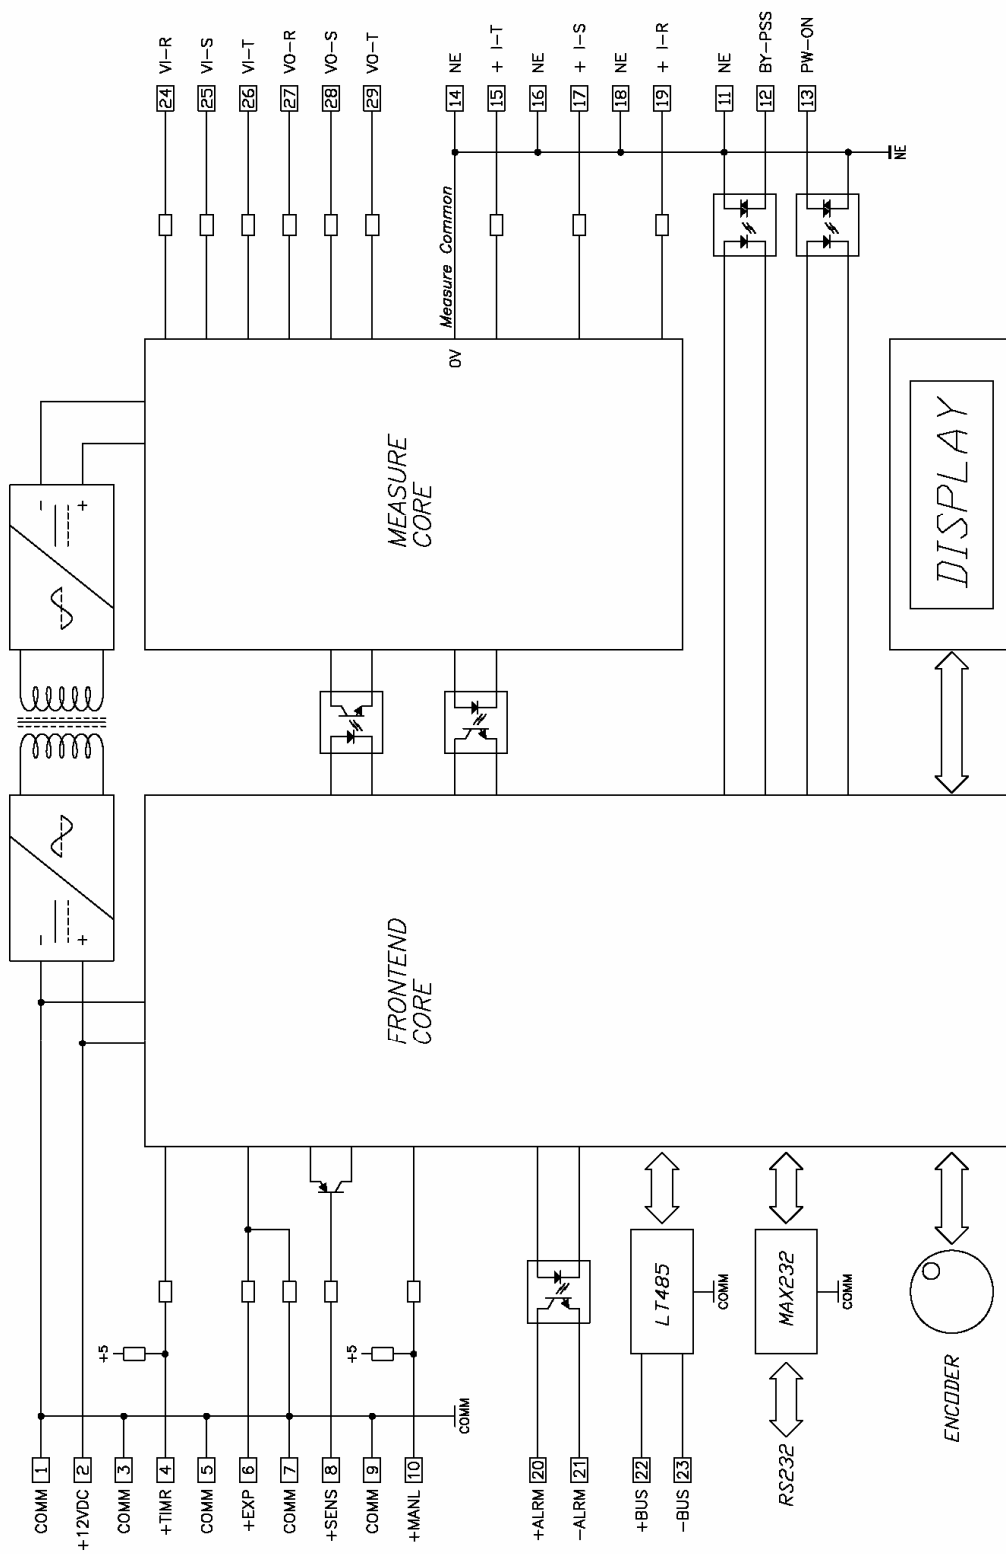 COMM 1
+12VDC 2
COMM 3
+TIMR 4
COMM 5
+EXP 6
COMM 7
+SENS 8
COMM 9
+MANL 10
+ALRM 20
-ALRM 21
+BUS 22
-BUS 23
RS232
ENCODER
COMM
+5
+5
LT485
COMM
MAX232
COMM
- +
FRONTEND
CORE
- +
MEASURE
CORE
0V
Measure Common
DISPLAY
NE
24 VI-R
25 VI-S
26 VI-T
27 VO-R
28 VO-S
29 VO-T
14 NE
15 + I-T
16 NE
17 + I-S
18 NE
19 + I-R
11 NE
12 BY-PSS
13 PW-ON